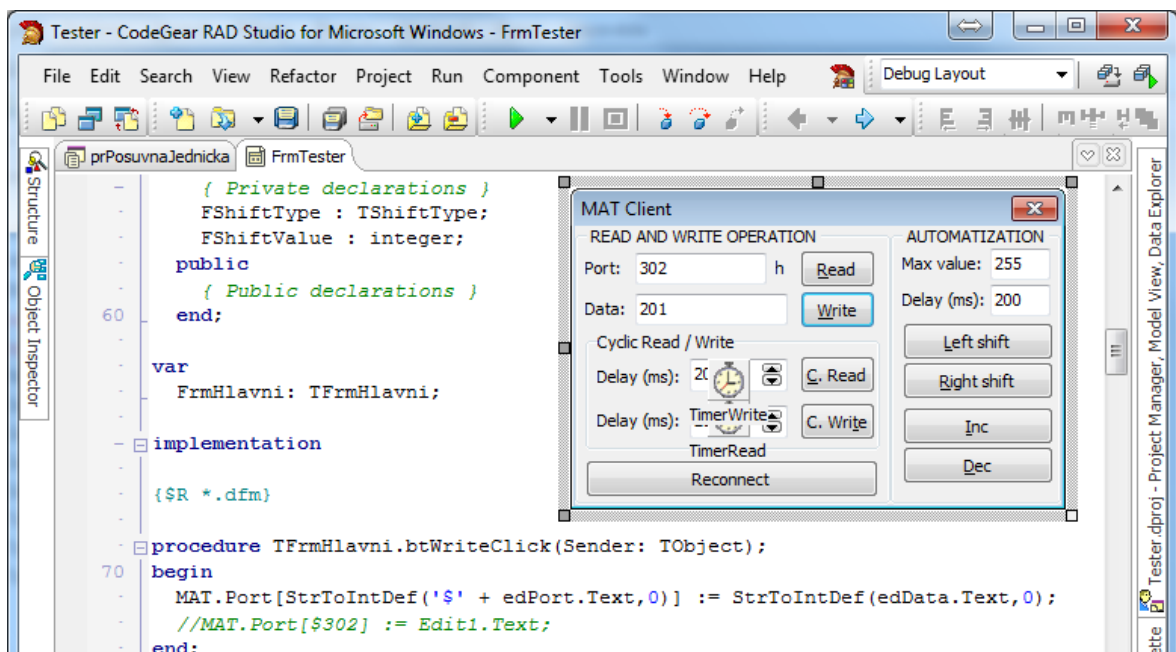 Tester - CodeGear RAD Studio for Microsoft Windows - FrmTester
File Edit Search View Refactor Project Run Component Tools Window Help
Debug Layout
prPosuvnaJednicka
FrmTester
Structure
Object Inspector
{ Private declarations }
FShiftType : TShiftType;
FShiftValue : integer;
public
{ Public declarations }
60 end;
var
FrmHlavni: TFrmHlavni;
implementation
{$R *.dfm}
procedure TFrmHlavni.btWriteClick(Sender: TObject);
70 begin
MAT.Port[StrToIntDef('$' + edPort.Text,0)] := StrToIntDef(edData.Text,0);
//MAT.Port[$302] := Edit1.Text;
end;
MAT Client
READ AND WRITE OPERATION
Port: 302 h Read
Data: 201 Write
Cyclic Read / Write
Delay (ms): C. Read
Delay (ms): TimerWrite C. Write
TimerRead
Reconnect
AUTOMATIZATION
Max value: 255
Delay (ms): 200
Left shift
Right shift
Inc
Dec
Tester.dproj - Project Manager, Model View, Data Explorer